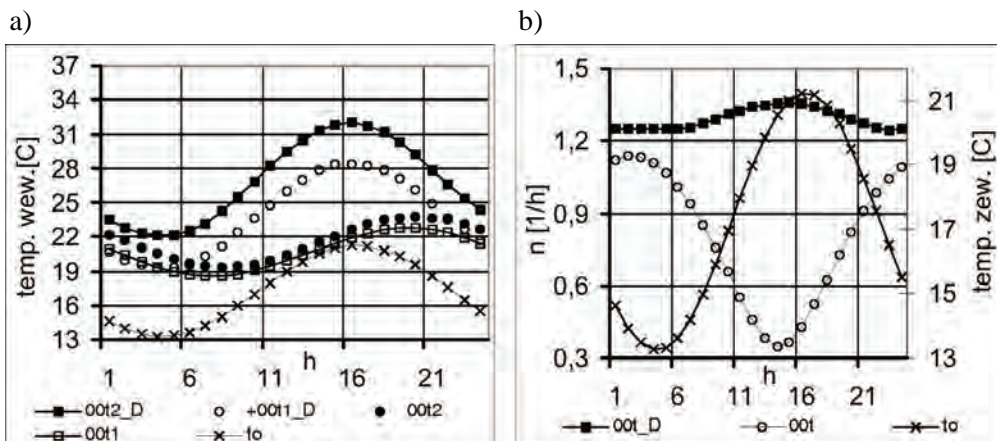 a)
b)
temp. wew.[C]
37
34
31
28
25
22
19
16
13
1 6 11 16 21
h
00t2_D +00t1_D 00t2
00t1 to
n [1/h]
1,5
1,2
0,9
0,6
0,3
temp. zew. [C]
21
19
17
15
13
1 6 11 16 21
h
00t_D 00t to